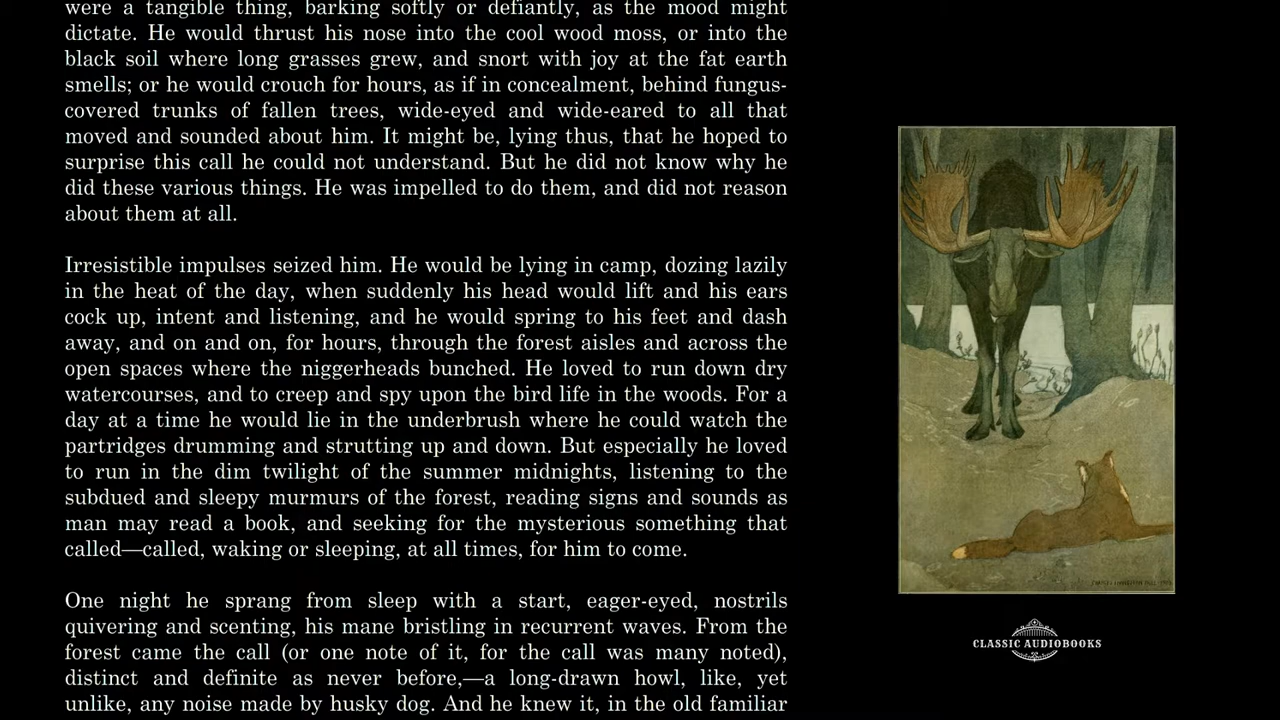 were a tangible thing, barking softly or defiantly, as the mood might
dictate. He would thrust his nose into the cool wood moss, or into the
black soil where long grasses grew, and snort with joy at the fat earth
smells; or he would crouch for hours, as if in concealment, behind fungus-
covered trunks of fallen trees, wide-eyed and wide-eared to all that
moved and sounded about him. It might be, lying thus, that he hoped to
surprise this call he could not understand. But he did not know why he
did these various things. He was impelled to do them, and did not reason
about them at all.
Irresistible impulses seized him. He would be lying in camp, dozing lazily
in the heat of the day, when suddenly his head would lift and his ears
cock up, intent and listening, and he would spring to his feet and dash
away, and on and on, for hours, through the forest aisles and across the
open spaces where the niggerheads bunched. He loved to run down dry
watercourses, and to creep and spy upon the bird life in the woods. For a
day at a time he would lie in the underbrush where he could watch the
partridges drumming and strutting up and down. But especially he loved
to run in the dim twilight of the summer midnights, listening to the
subdued and sleepy murmurs of the forest, reading signs and sounds as
man may read a book, and seeking for the mysterious something that
called—called, waking or sleeping, at all times, for him to come.
One night he sprang from sleep with a start, eager-eyed, nostrils
quivering and scenting, his mane bristling in recurrent waves. From the
forest came the call (or one note of it, for the call was many noted),
distinct and definite as never before,—a long-drawn howl, like, yet
unlike, any noise made by husky dog. And he knew it, in the old familiar
CLASSIC AUDIOBOOKS